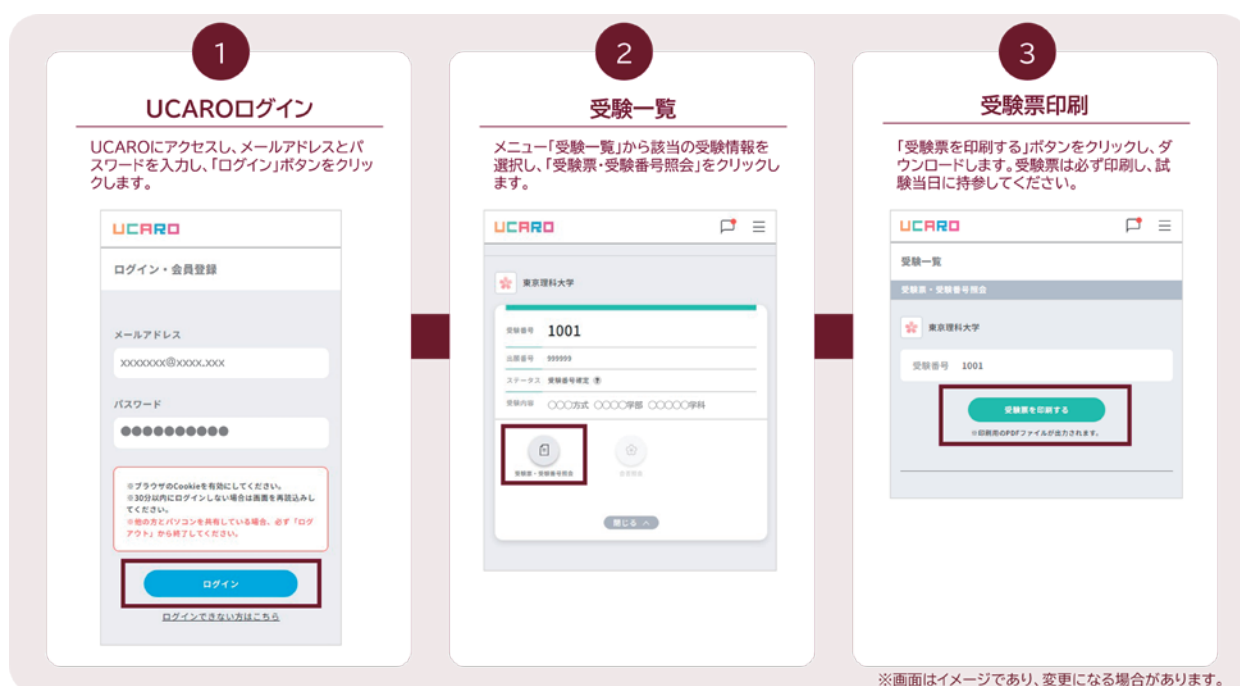 1
UCAROログイン
UCAROにアクセスし、メールアドレスとパ
スワードを入力し、「ログイン」ボタンをクリッ
クします。
UCARO
ログイン・会員登録
メールアドレス
xxxxxxx@xxxx.xxx
パスワード
●●●●●●●●●●
※ブラウザのCookieを有効にしてください。
※30分以内にログインしない場合は画面を再読込みし
てください。
※他の方とパソコンを共有している場合、必ず「ログ
アウト」から終了してください。
ログイン
ログインできない方はこちら
2
受験一覧
メニュー「受験一覧」から該当の受験情報を
選択し、「受験票・受験番号照会」をクリックし
ます。
UCARO
東京理科大学
受験番号 1001
出願番号 999999
ステータス 受験番号確定 ?
受験内容 〇〇〇方式 〇〇〇〇学部 〇〇〇〇〇学科
受験票・受験番号照会
閉じる
3
受験票印刷
「受験票を印刷する」ボタンをクリックし、ダ
ウンロードします。受験票は必ず印刷し、試
験当日に持参してください。
UCARO
受験一覧
受験票・受験番号照会
東京理科大学
受験番号 1001
受験票を印刷する
※印刷用のPDFファイルが出力されます。
※画面はイメージであり、変更になる場合があります。